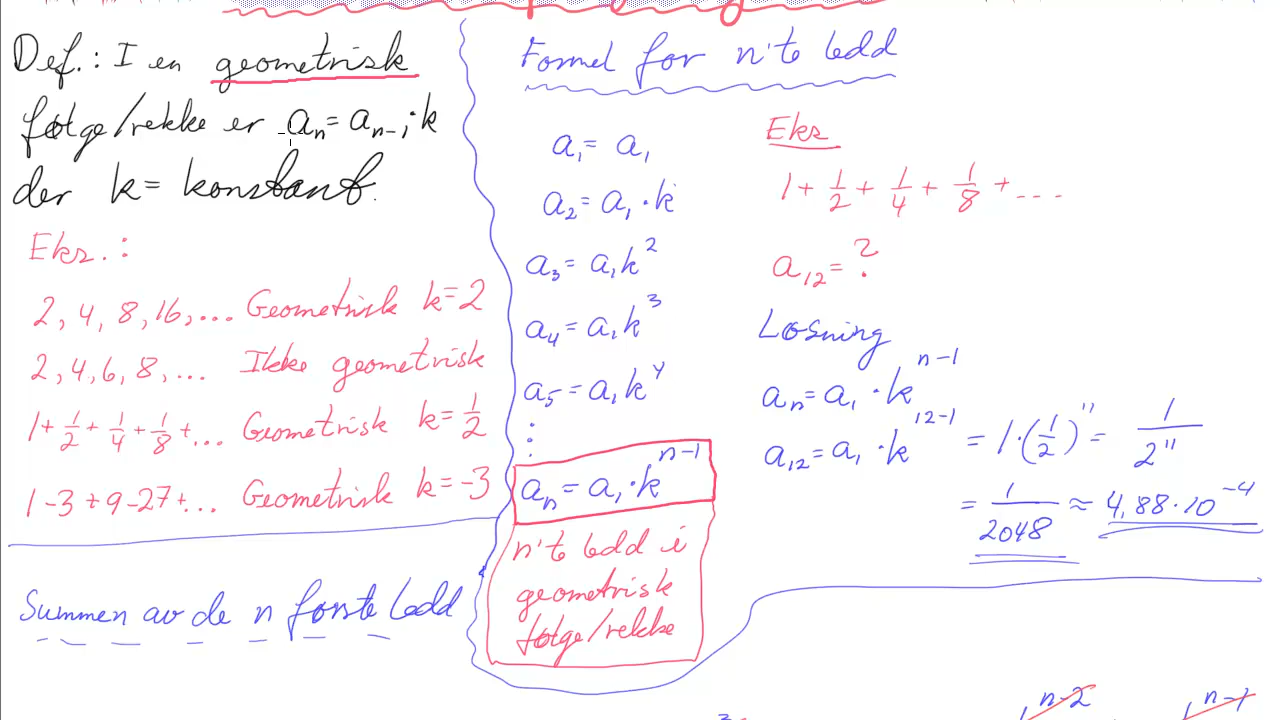 Def.: I en geometrisk
følge/rekke er aₙ = aₙ₋₁ · k
der k = konstant.
Eks.:
2, 4, 8, 16, ... Geometrisk k = 2
2, 4, 6, 8, ... Ikke geometrisk
1 + 1/2 + 1/4 + 1/8 + ... Geometrisk k = 1/2
1 - 3 + 9 - 27 + ... Geometrisk k = -3
Summen av de n første ledd
Formel for n'te ledd
a₁ = a₁
a₂ = a₁ · k
a₃ = a₁k²
a₄ = a₁k³
a₅ = a₁k⁴
⋮
aₙ = a₁ · kⁿ⁻¹
n'te ledd i
geometrisk
følge/rekke
Eks
1 + 1/2 + 1/4 + 1/8 + ....
a₁₂ = ?
Løsning
aₙ = a₁ · kⁿ⁻¹
a₁₂ = a₁ · k¹²⁻¹ = 1 · (1/2)¹¹ = 1/2¹¹
= 1/2048 ≈ 4,88 · 10⁻⁴
n-2 n-1